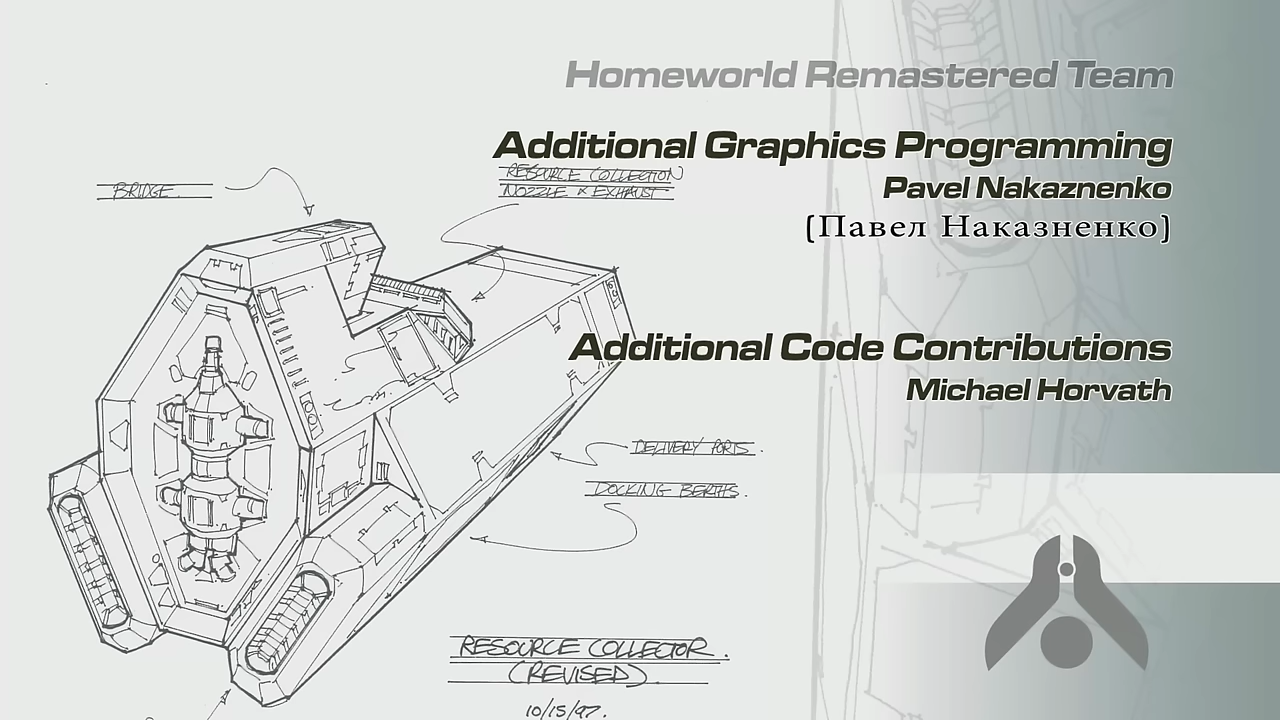 Homeworld Remastered Team
Additional Graphics Programming
Pavel Nakaznenko
(Павел Наказненко)
Additional Code Contributions
Michael Horvath
BRIDGE.
RESOURCE COLLECTION
NOZZLE & EXHAUST
DELIVERY PORTS.
DOCKING BERTHS.
RESOURCE COLLECTOR.
(REVISED).
10/15/97.